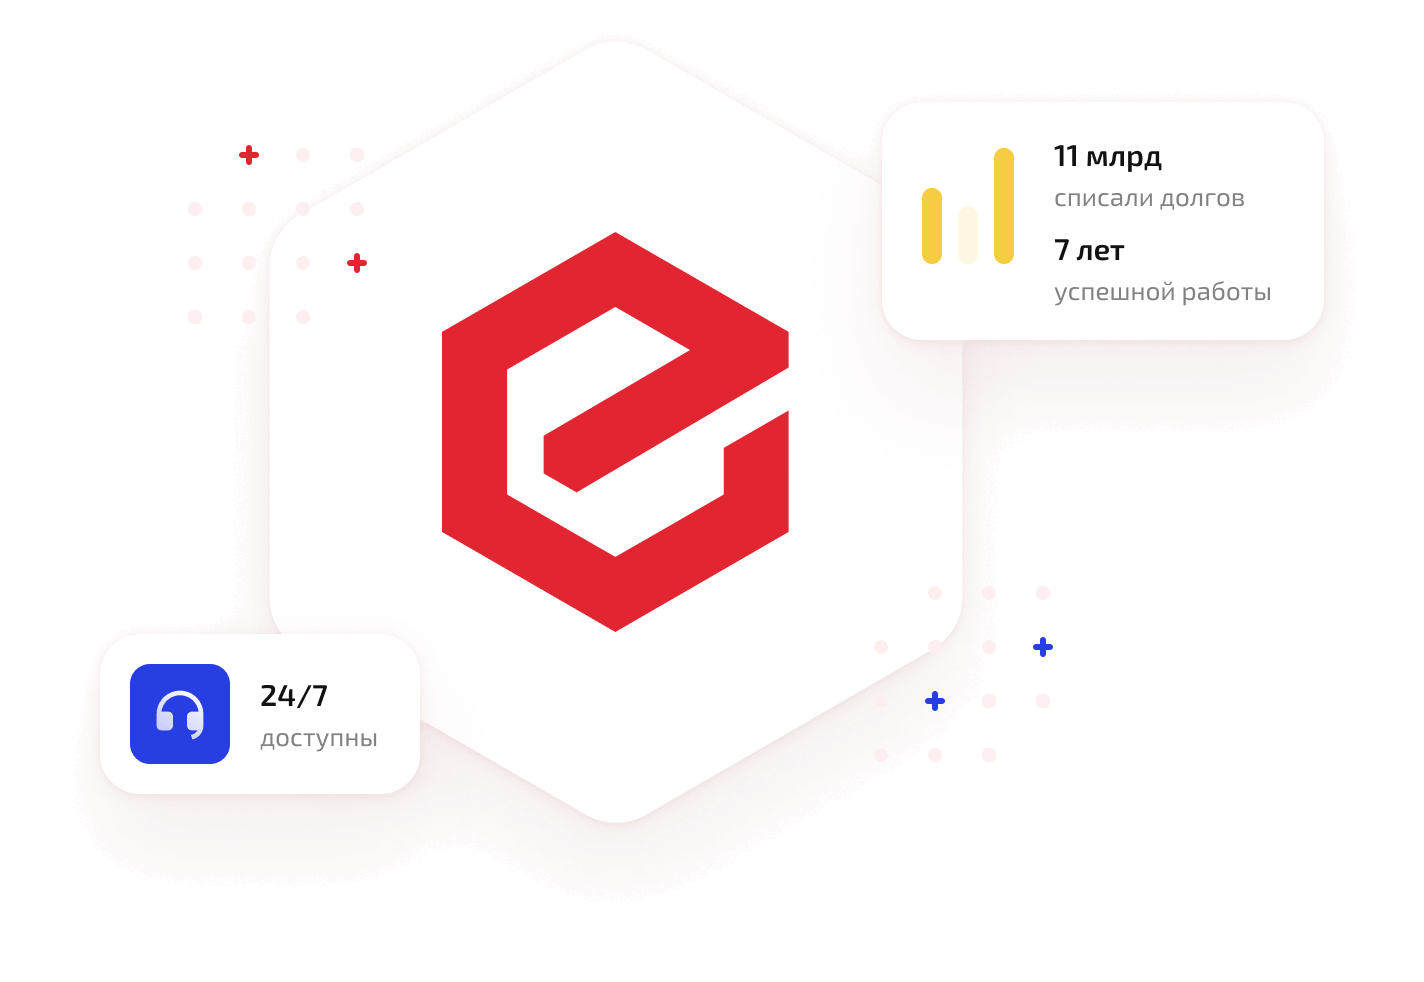 11 млрд
списали долгов
7 лет
успешной работы
24/7
доступны